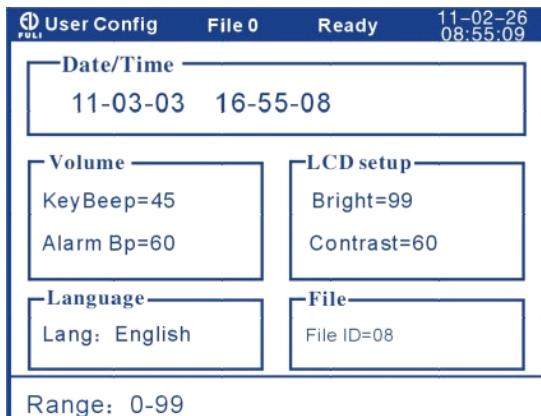 FULI User Config File 0 Ready 11-02-26
08:55:09
Date/Time
11-03-03 16-55-08
Volume
KeyBeep=45
Alarm Bp=60
LCD setup
Bright=99
Contrast=60
Language
Lang: English
File
File ID=08
Range: 0-99